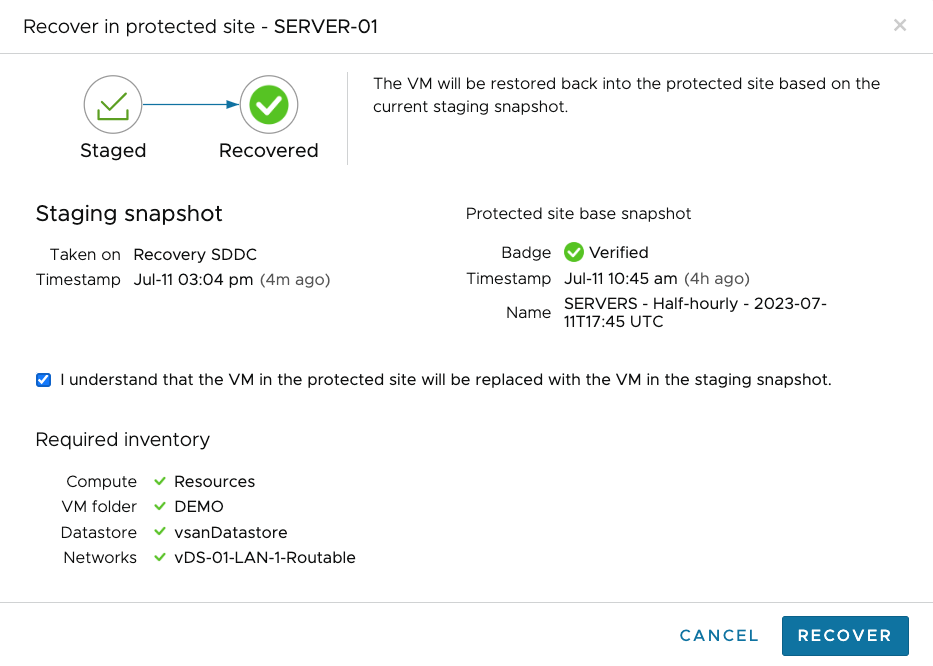 Recover in protected site - SERVER-01
Staged
Recovered
The VM will be restored back into the protected site based on the
current staging snapshot.
Staging snapshot
Taken on Recovery SDDC
Timestamp Jul-11 03:04 pm (4m ago)
Protected site base snapshot
Badge Verified
Timestamp Jul-11 10:45 am (4h ago)
Name SERVERS - Half-hourly - 2023-07-
11T17:45 UTC
I understand that the VM in the protected site will be replaced with the VM in the staging snapshot.
Required inventory
Compute Resources
VM folder DEMO
Datastore vsanDatastore
Networks vDS-01-LAN-1-Routable
CANCEL
RECOVER